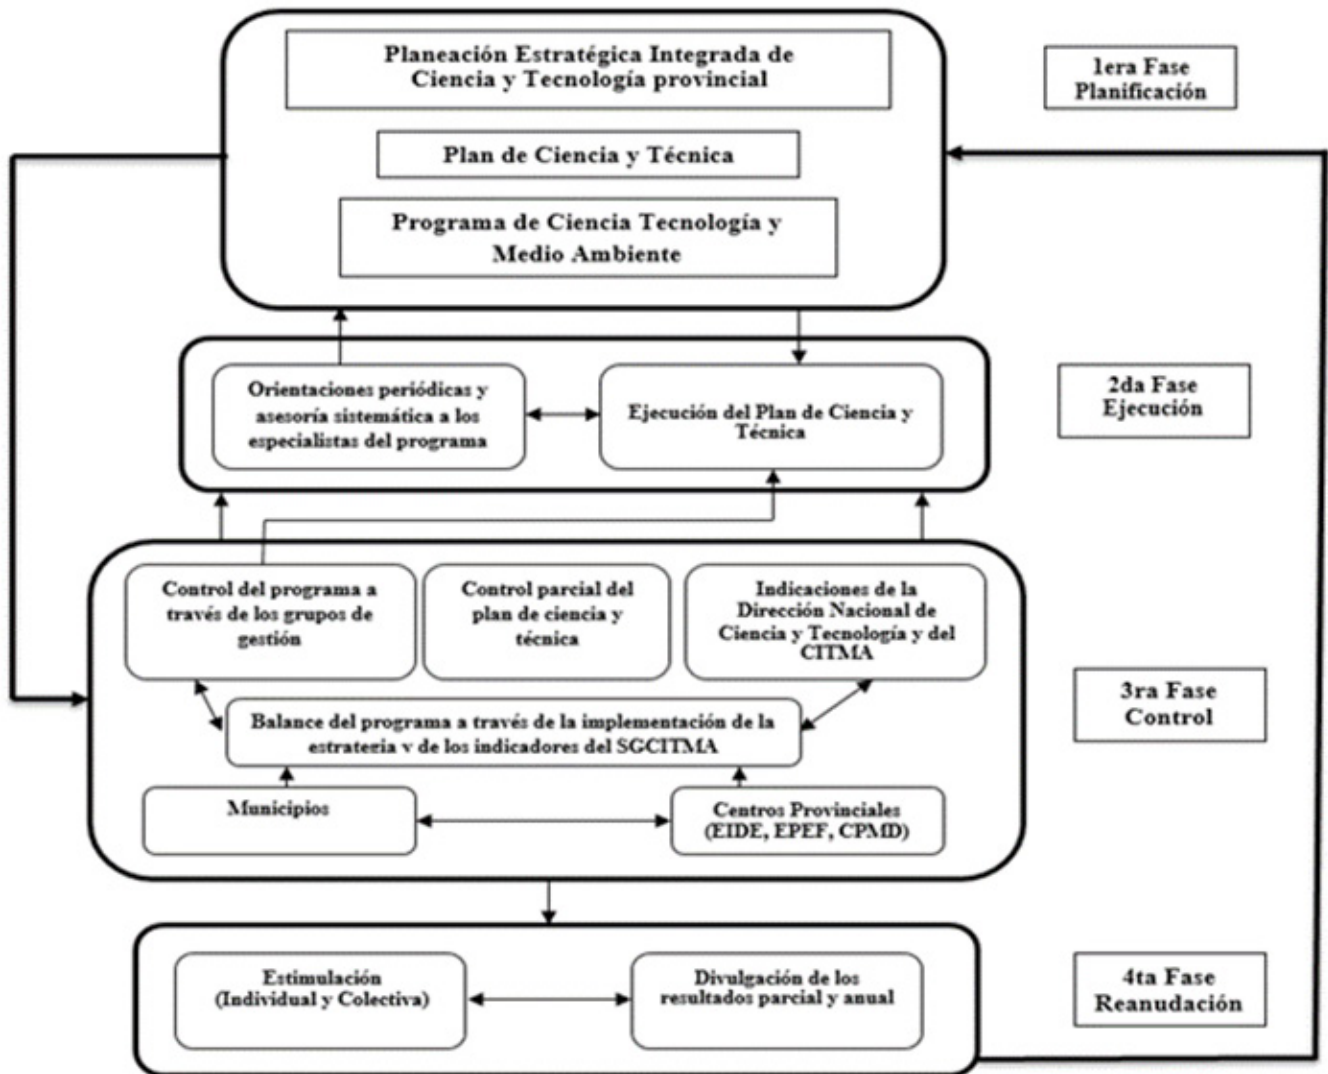 Planeación Estratégica Integrada de
Ciencia y Tecnología provincial
1era Fase
Planificación
Plan de Ciencia y Técnica
Programa de Ciencia Tecnología y
Medio Ambiente
Orientaciones periódicas y
asesoría sistemática a los
especialistas del programa
Ejecución del Plan de Ciencia y
Técnica
2da Fase
Ejecución
Control del programa a
través de los grupos de
gestión
Control parcial del
plan de ciencia y
técnica
Indicaciones de la
Dirección Nacional de
Ciencia y Tecnología y del
CITMA
3ra Fase
Control
Balance del programa a través de la implementación de la
estrategia y de los indicadores del SGCITMA
Municipios
Centros Provinciales
(EIDE, EPEF, CPMD)
Estimulación
(Individual y Colectiva)
Divulgación de los
resultados parcial y anual
4ta Fase
Reanudación